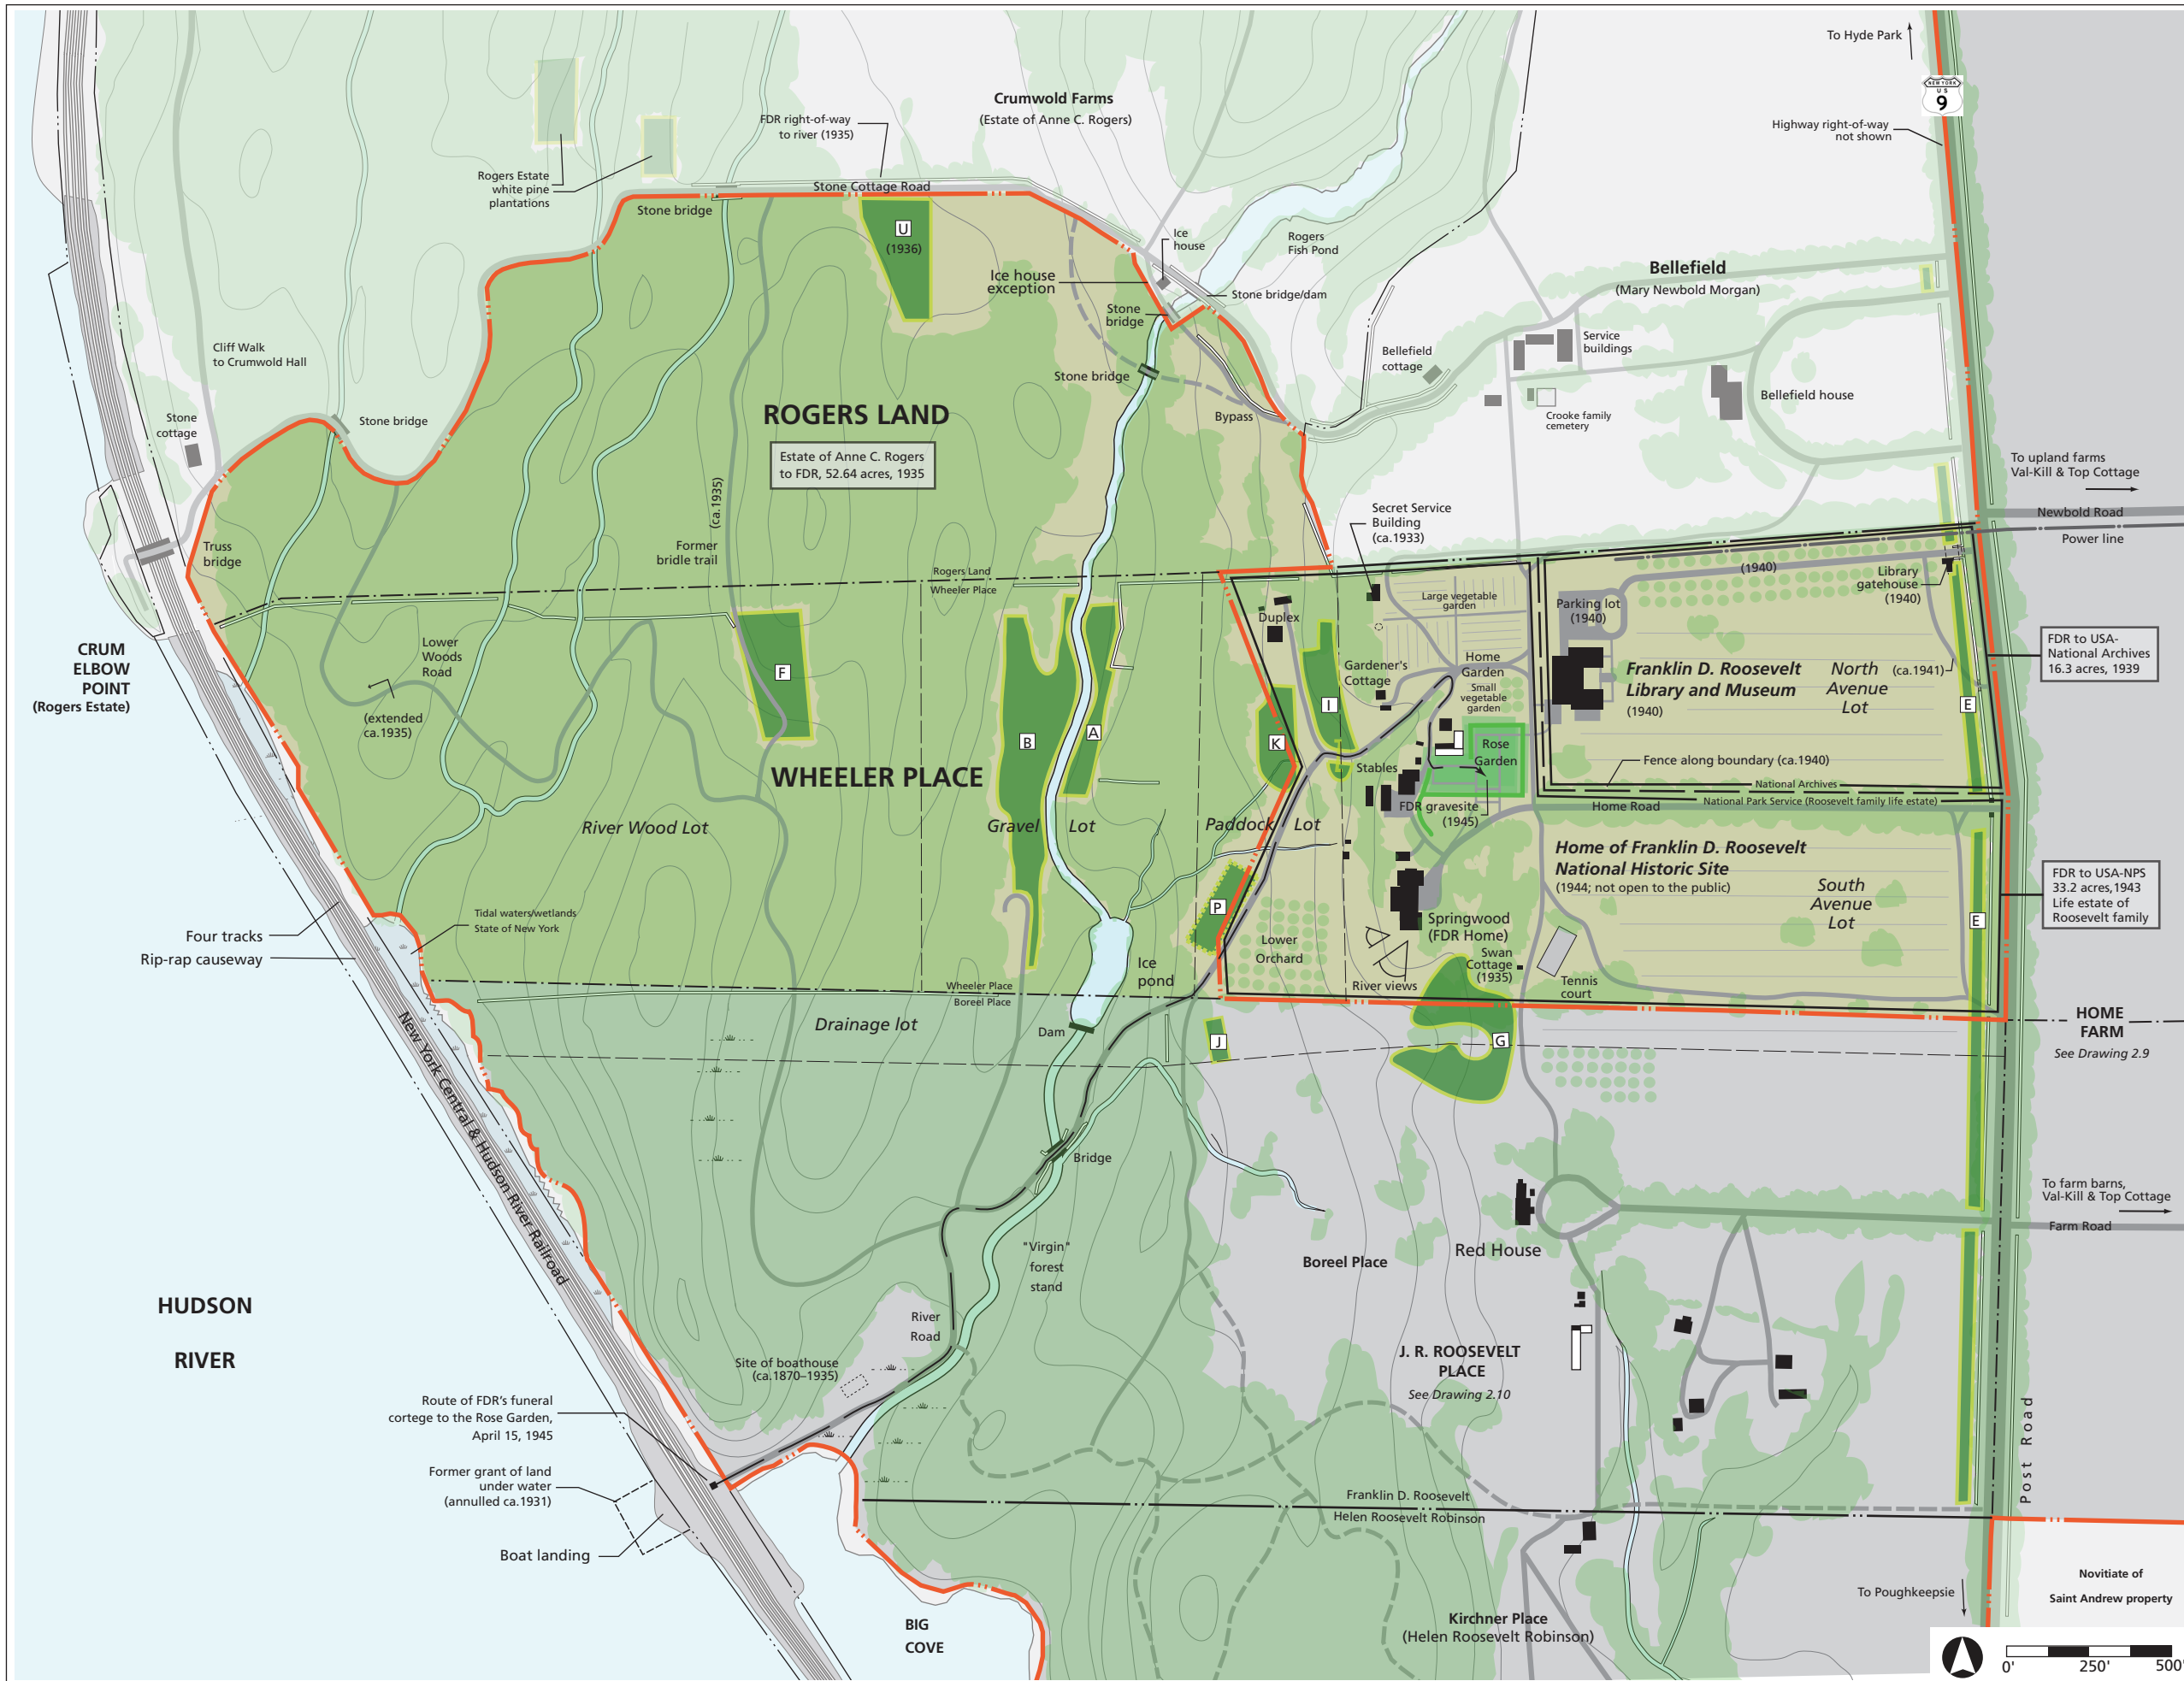 To Hyde Park
NEW YORK
U S
9
Highway right-of-way
not shown
Crumwold Farms
(Estate of Anne C. Rogers)
FDR right-of-way
to river (1935)
Rogers Estate
white pine
plantations
Stone Cottage Road
Stone bridge
U
(1936)
Ice
house
Rogers
Fish Pond
Ice house
exception
Stone bridge/dam
Stone
bridge
Bellefield
(Mary Newbold Morgan)
Cliff Walk
to Crumwold Hall
Service
buildings
Bellefield
cottage
Stone bridge
Bellefield house
Stone
cottage
Stone bridge
ROGERS LAND
Bypass
Crooke family
cemetery
Estate of Anne C. Rogers
to FDR, 52.64 acres, 1935
To upland farms
Val-Kill & Top Cottage
(ca.1935)
Secret Service
Building
(ca.1933)
Newbold Road
Power line
Truss
bridge
Former
bridle trail
Rogers Land
Wheeler Place
(1940)
Library
gatehouse
(1940)
Large vegetable
garden
Parking lot
(1940)
Duplex
CRUM
ELBOW
POINT
(Rogers Estate)
Lower
Woods
Road
F
Gardener's
Cottage
Home
Garden
Small
vegetable
garden
Franklin D. Roosevelt
Library and Museum
(1940)
North
Avenue
Lot
(ca.1941)
FDR to USA-
National Archives
16.3 acres, 1939
(extended
ca.1935)
I
E
B
A
K
Rose
Garden
Stables
Fence along boundary (ca.1940)
WHEELER PLACE
National Archives
National Park Service (Roosevelt family life estate)
Home Road
FDR gravesite
(1945)
River Wood Lot
Gravel
Lot
Paddock
Lot
Home of Franklin D. Roosevelt
National Historic Site
(1944; not open to the public)
South
Avenue
Lot
FDR to USA-NPS
33.2 acres,1943
Life estate of
Roosevelt family
P
E
Tidal waters/wetlands
State of New York
Four tracks
Rip-rap causeway
Springwood
(FDR Home)
Lower
Orchard
Swan
Cottage
(1935)
River views
Tennis
court
Ice
pond
Wheeler Place
Boreel Place
Drainage lot
Dam
J
G
HOME
FARM
See Drawing 2.9
New York Central & Hudson River Railroad
Bridge
To farm barns,
Val-Kill & Top Cottage
Farm Road
"Virgin"
forest
stand
Red House
Boreel Place
HUDSON
RIVER
River
Road
Site of boathouse
(ca.1870–1935)
J. R. ROOSEVELT
PLACE
See Drawing 2.10
Route of FDR's funeral
cortege to the Rose Garden,
April 15, 1945
Post Road
Former grant of land
under water
(annulled ca.1931)
Franklin D. Roosevelt
Helen Roosevelt Robinson
Boat landing
Novitiate of
Saint Andrew property
To Poughkeepsie
BIG
COVE
Kirchner Place
(Helen Roosevelt Robinson)
0'
250'
500'